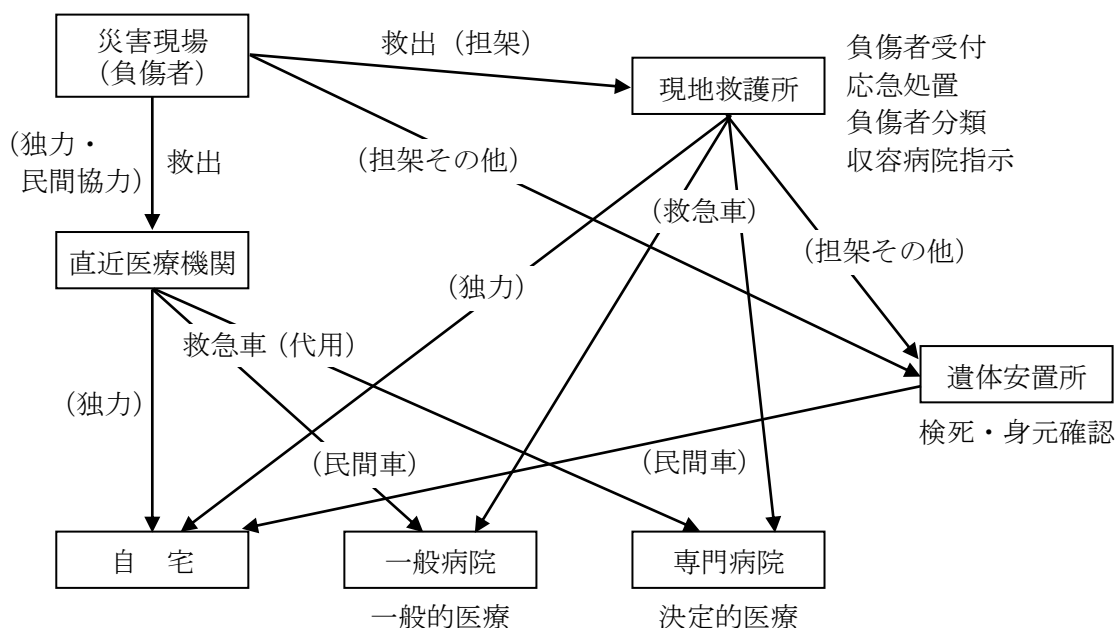 災害現場
(負傷者)
救出(担架)
現地救護所
負傷者受付
応急処置
負傷者分類
収容病院指示
(独力・
民間協力)
救出
(担架その他)
(救急車)
直近医療機関
(担架その他)
(独力)
救急車(代用)
遺体安置所
(独力)
検死・身元確認
(民間車)
(民間車)
自 宅
一般病院
専門病院
一般的医療
決定的医療